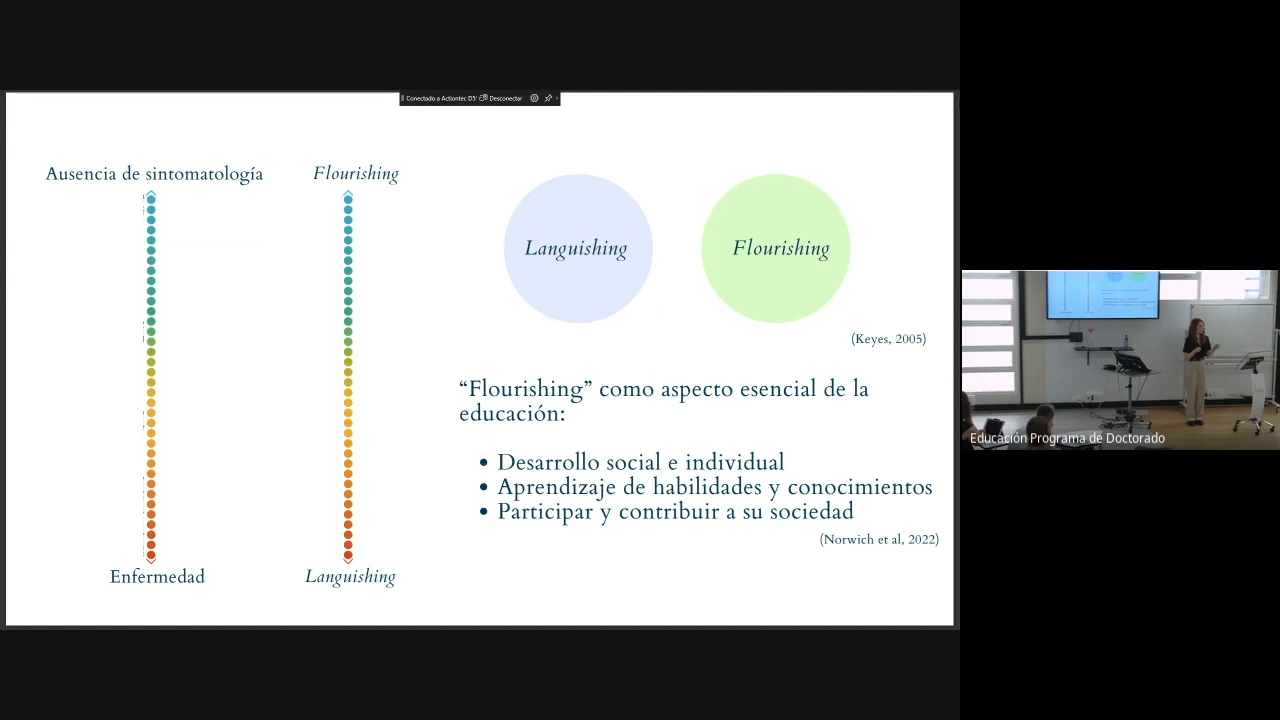 Conectado a Actiontec D5: Desconectar
Ausencia de sintomatología
Flourishing
Languishing
Flourishing
(Keyes, 2005)
“Flourishing” como aspecto esencial de la
educación:
• Desarrollo social e individual
• Aprendizaje de habilidades y conocimientos
• Participar y contribuir a su sociedad
(Norwich et al, 2022)
Enfermedad
Languishing
Educación Programa de Doctorado